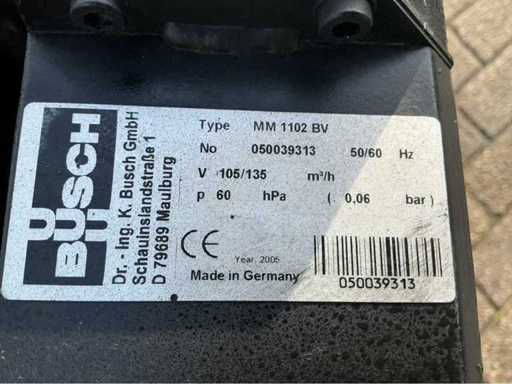 BUSCH
Dr. - Ing. K. Busch GmbH
Schauinslandstraße 1
D 79689 Maulburg
Type MM 1102 BV
No 050039313 50/60 Hz
V 105/135 m³/h
p 60 hPa ( 0,06 bar)
CE
Year. 2005
Made in Germany
050039313